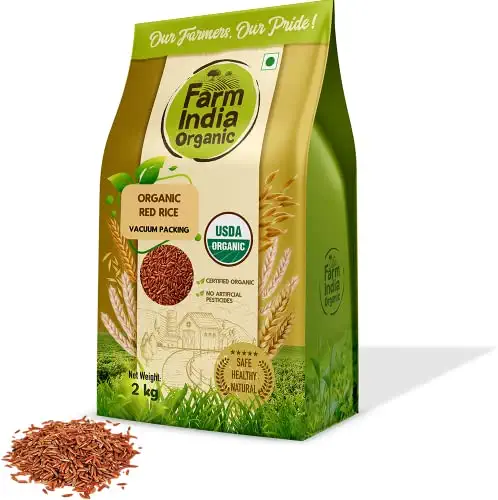 Our Farmers, Our Pride!
Farm
India
Organic
ORGANIC
RED RICE
VACUUM PACKING
USDA
ORGANIC
CERTIFIED ORGANIC
NO ARTIFICIAL
PESTICIDES
SAFE
HEALTHY
NATURAL
Net Weight:
2 kg
Farm
India
Organic